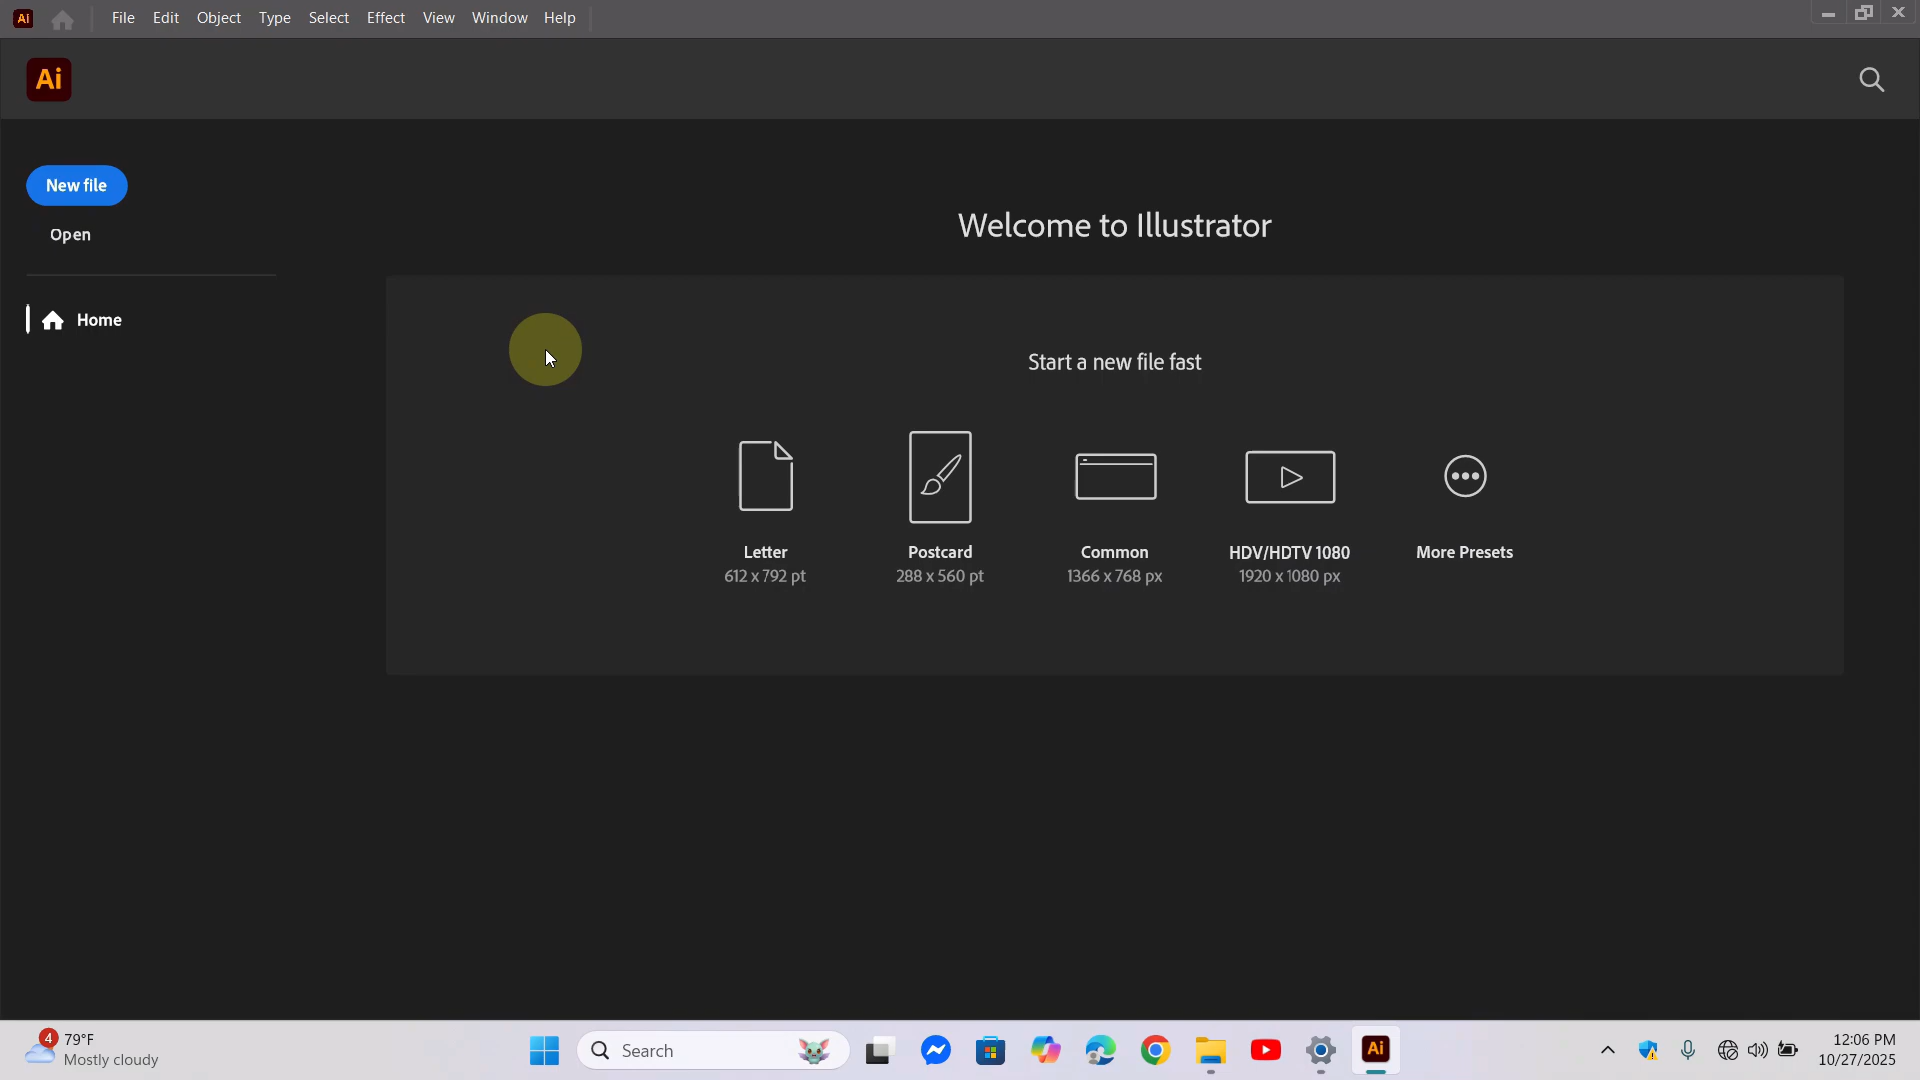 Ai File Edit Object Type Select Effect View Window Help
Ai
New file
Open
Home
Welcome to Illustrator
Start a new file fast
Letter
612 x 792 pt
Postcard
288 x 560 pt
Common
1366 x 768 px
HDV/HDTV 1080
1920 x 1080 px
More Presets
4
79°F
Mostly cloudy
Search
Ai
12:06 PM
10/27/2025